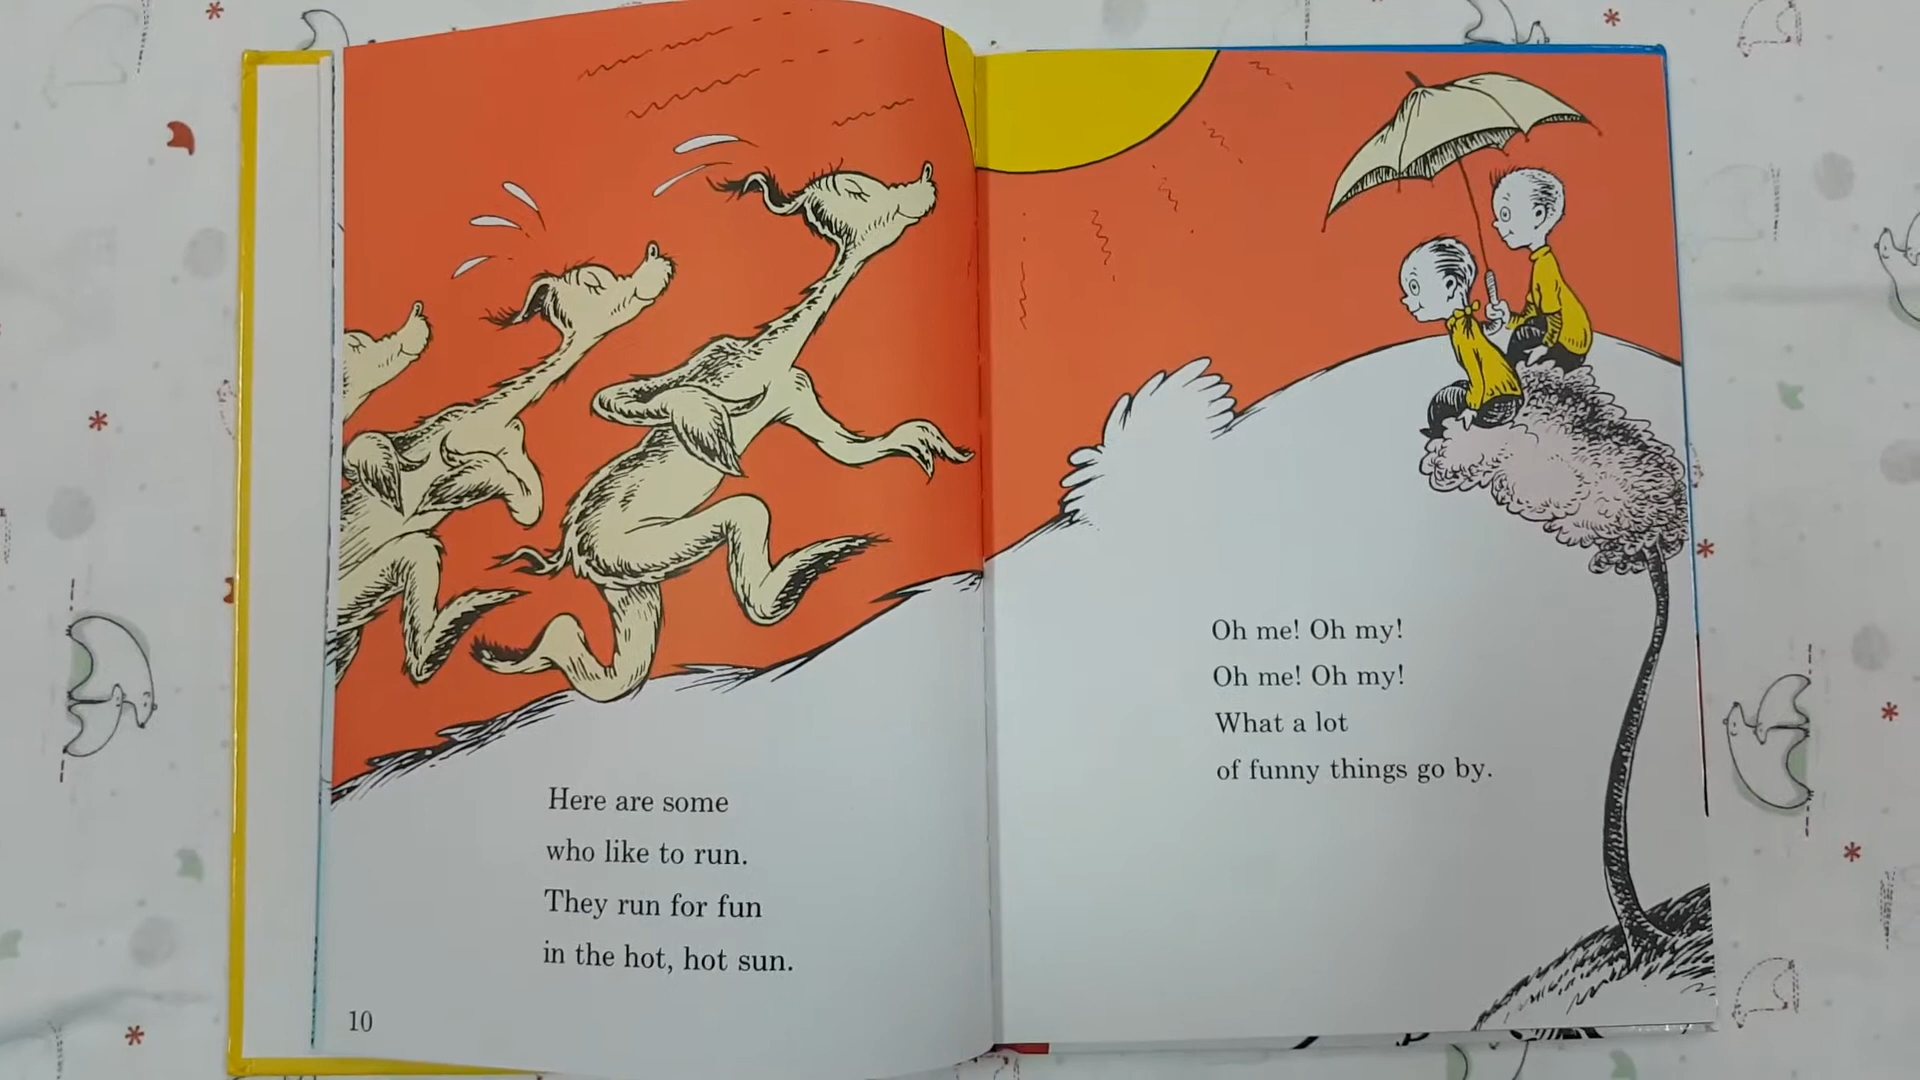 Here are some
who like to run.
They run for fun
in the hot, hot sun.
10
Oh me! Oh my!
Oh me! Oh my!
What a lot
of funny things go by.